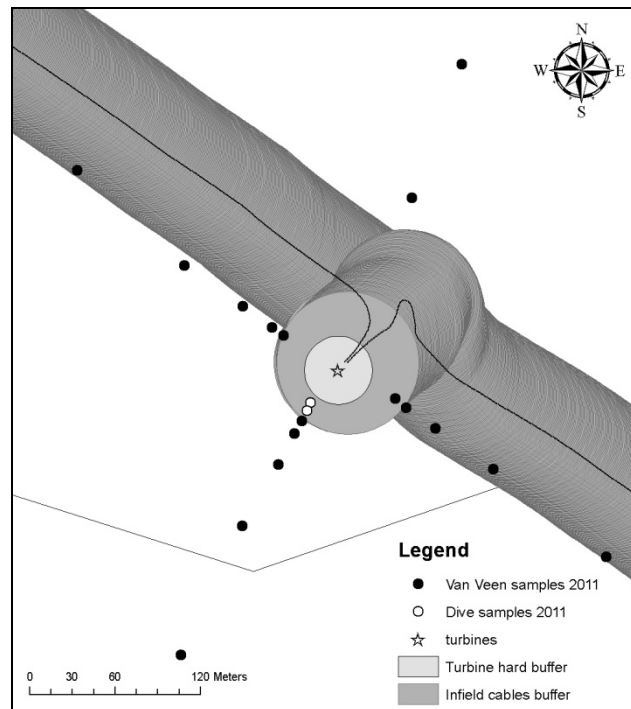 N
W E
S
Legend
Van Veen samples 2011
Dive samples 2011
turbines
Turbine hard buffer
Infield cables buffer
0 30 60 120 Meters